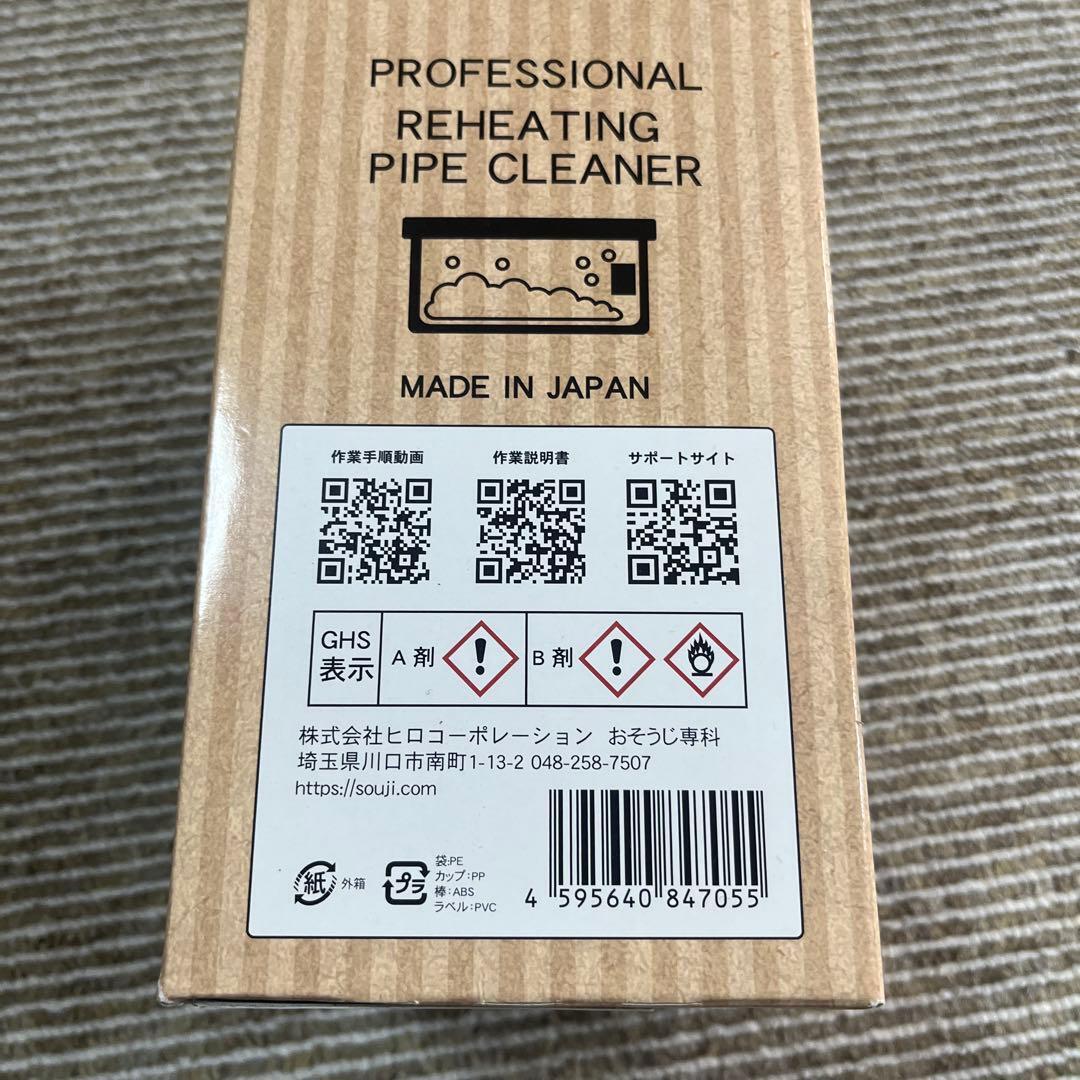 PROFESSIONAL
REHEATING
PIPE CLEANER
MADE IN JAPAN
作業手順動画 作業説明書 サポートサイト
GHS
表示
A 剤
B 剤
株式会社ヒロコーポレーション おそうじ専科
埼玉県川口市南町1-13-2 048-258-7507
https://souji.com
紙 外箱
プラ
袋:PE
カップ:PP
棒:ABS
ラベル:PVC
4 595640 847055